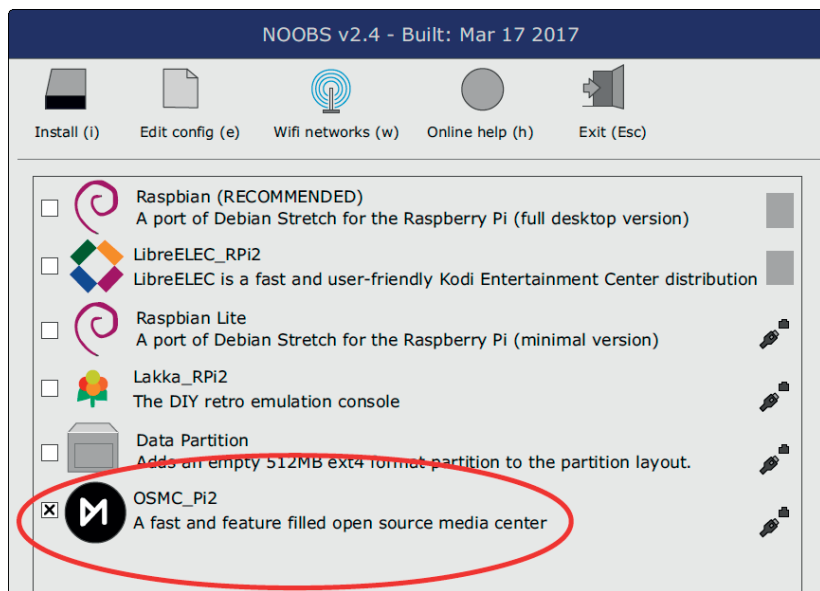 NOOBS v2.4 - Built: Mar 17 2017
Install (i) Edit config (e) Wifi networks (w) Online help (h) Exit (Esc)
Raspbian (RECOMMENDED)
A port of Debian Stretch for the Raspberry Pi (full desktop version)
LibreELEC_RPi2
LibreELEC is a fast and user-friendly Kodi Entertainment Center distribution
Raspbian Lite
A port of Debian Stretch for the Raspberry Pi (minimal version)
Lakka_RPi2
The DIY retro emulation console
Data Partition
Adds an empty 512MB ext4 format partition to the partition layout.
OSMC_Pi2
A fast and feature filled open source media center